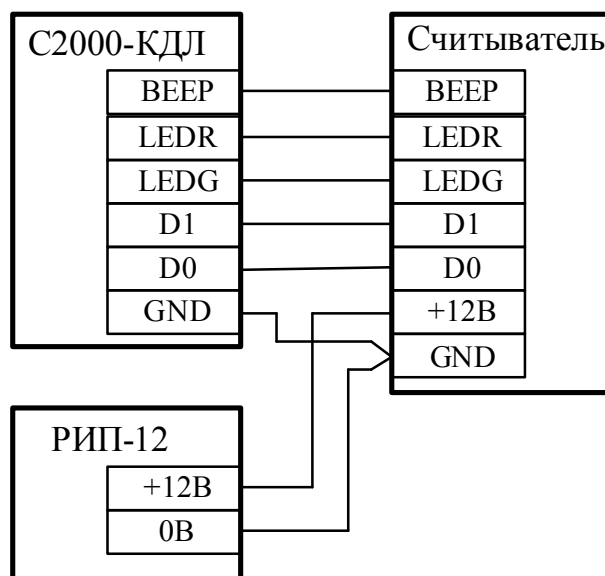 С2000-КДЛ
BEEP
LEDR
LEDG
D1
D0
GND
Считыватель
BEEP
LEDR
LEDG
D1
D0
+12В
GND
РИП-12
+12В
0В